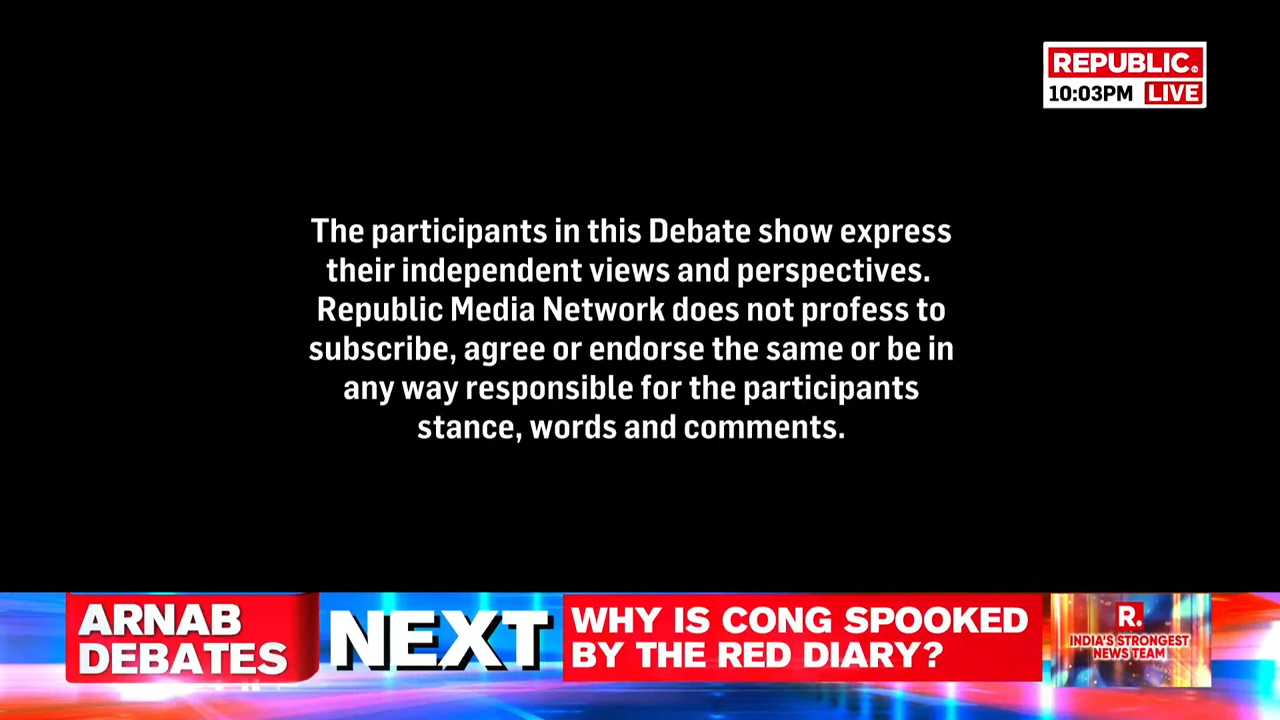 REPUBLIC.
10:03PM LIVE
The participants in this Debate show express
their independent views and perspectives.
Republic Media Network does not profess to
subscribe, agree or endorse the same or be in
any way responsible for the participants
stance, words and comments.
ARNAB
DEBATES
NEXT
WHY IS CONG SPOOKED
BY THE RED DIARY?
R.
INDIA'S STRONGEST
NEWS TEAM